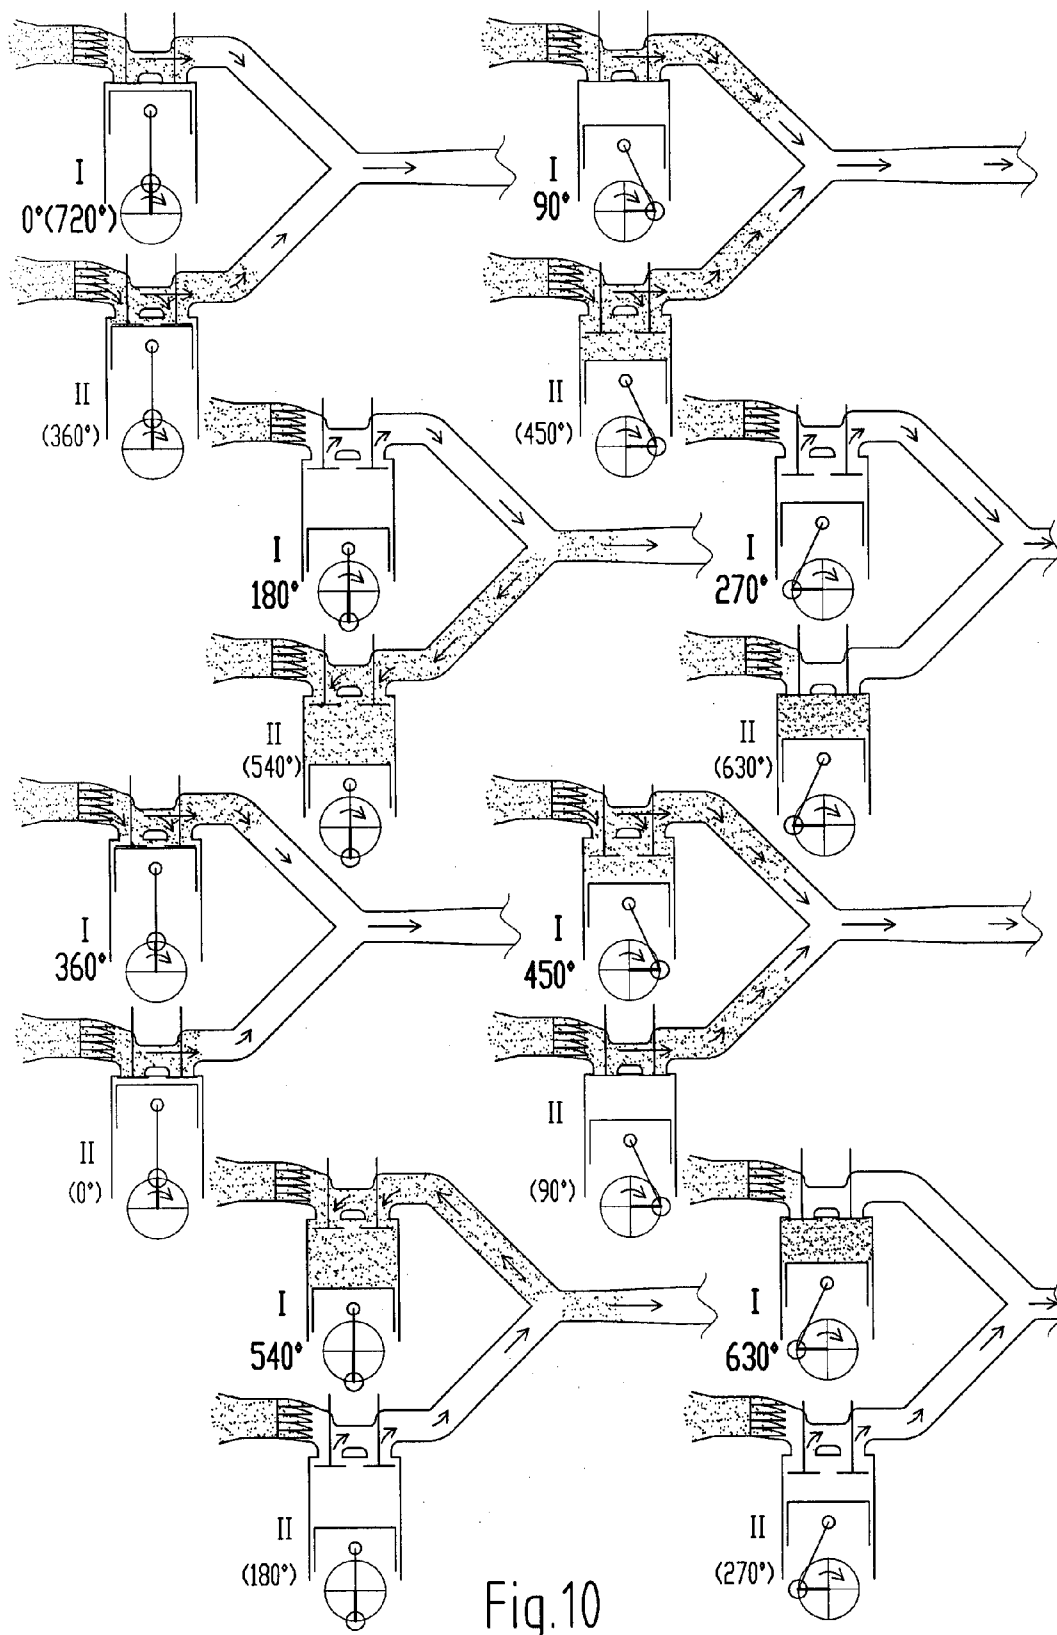 I
0°(720°)
I
90°
II
(360°)
II
(450°)
I
180°
I
270°
II
(540°)
II
(630°)
I
360°
I
450°
II
(0°)
II
(90°)
I
540°
I
630°
II
(180°)
II
(270°)
Fig.10